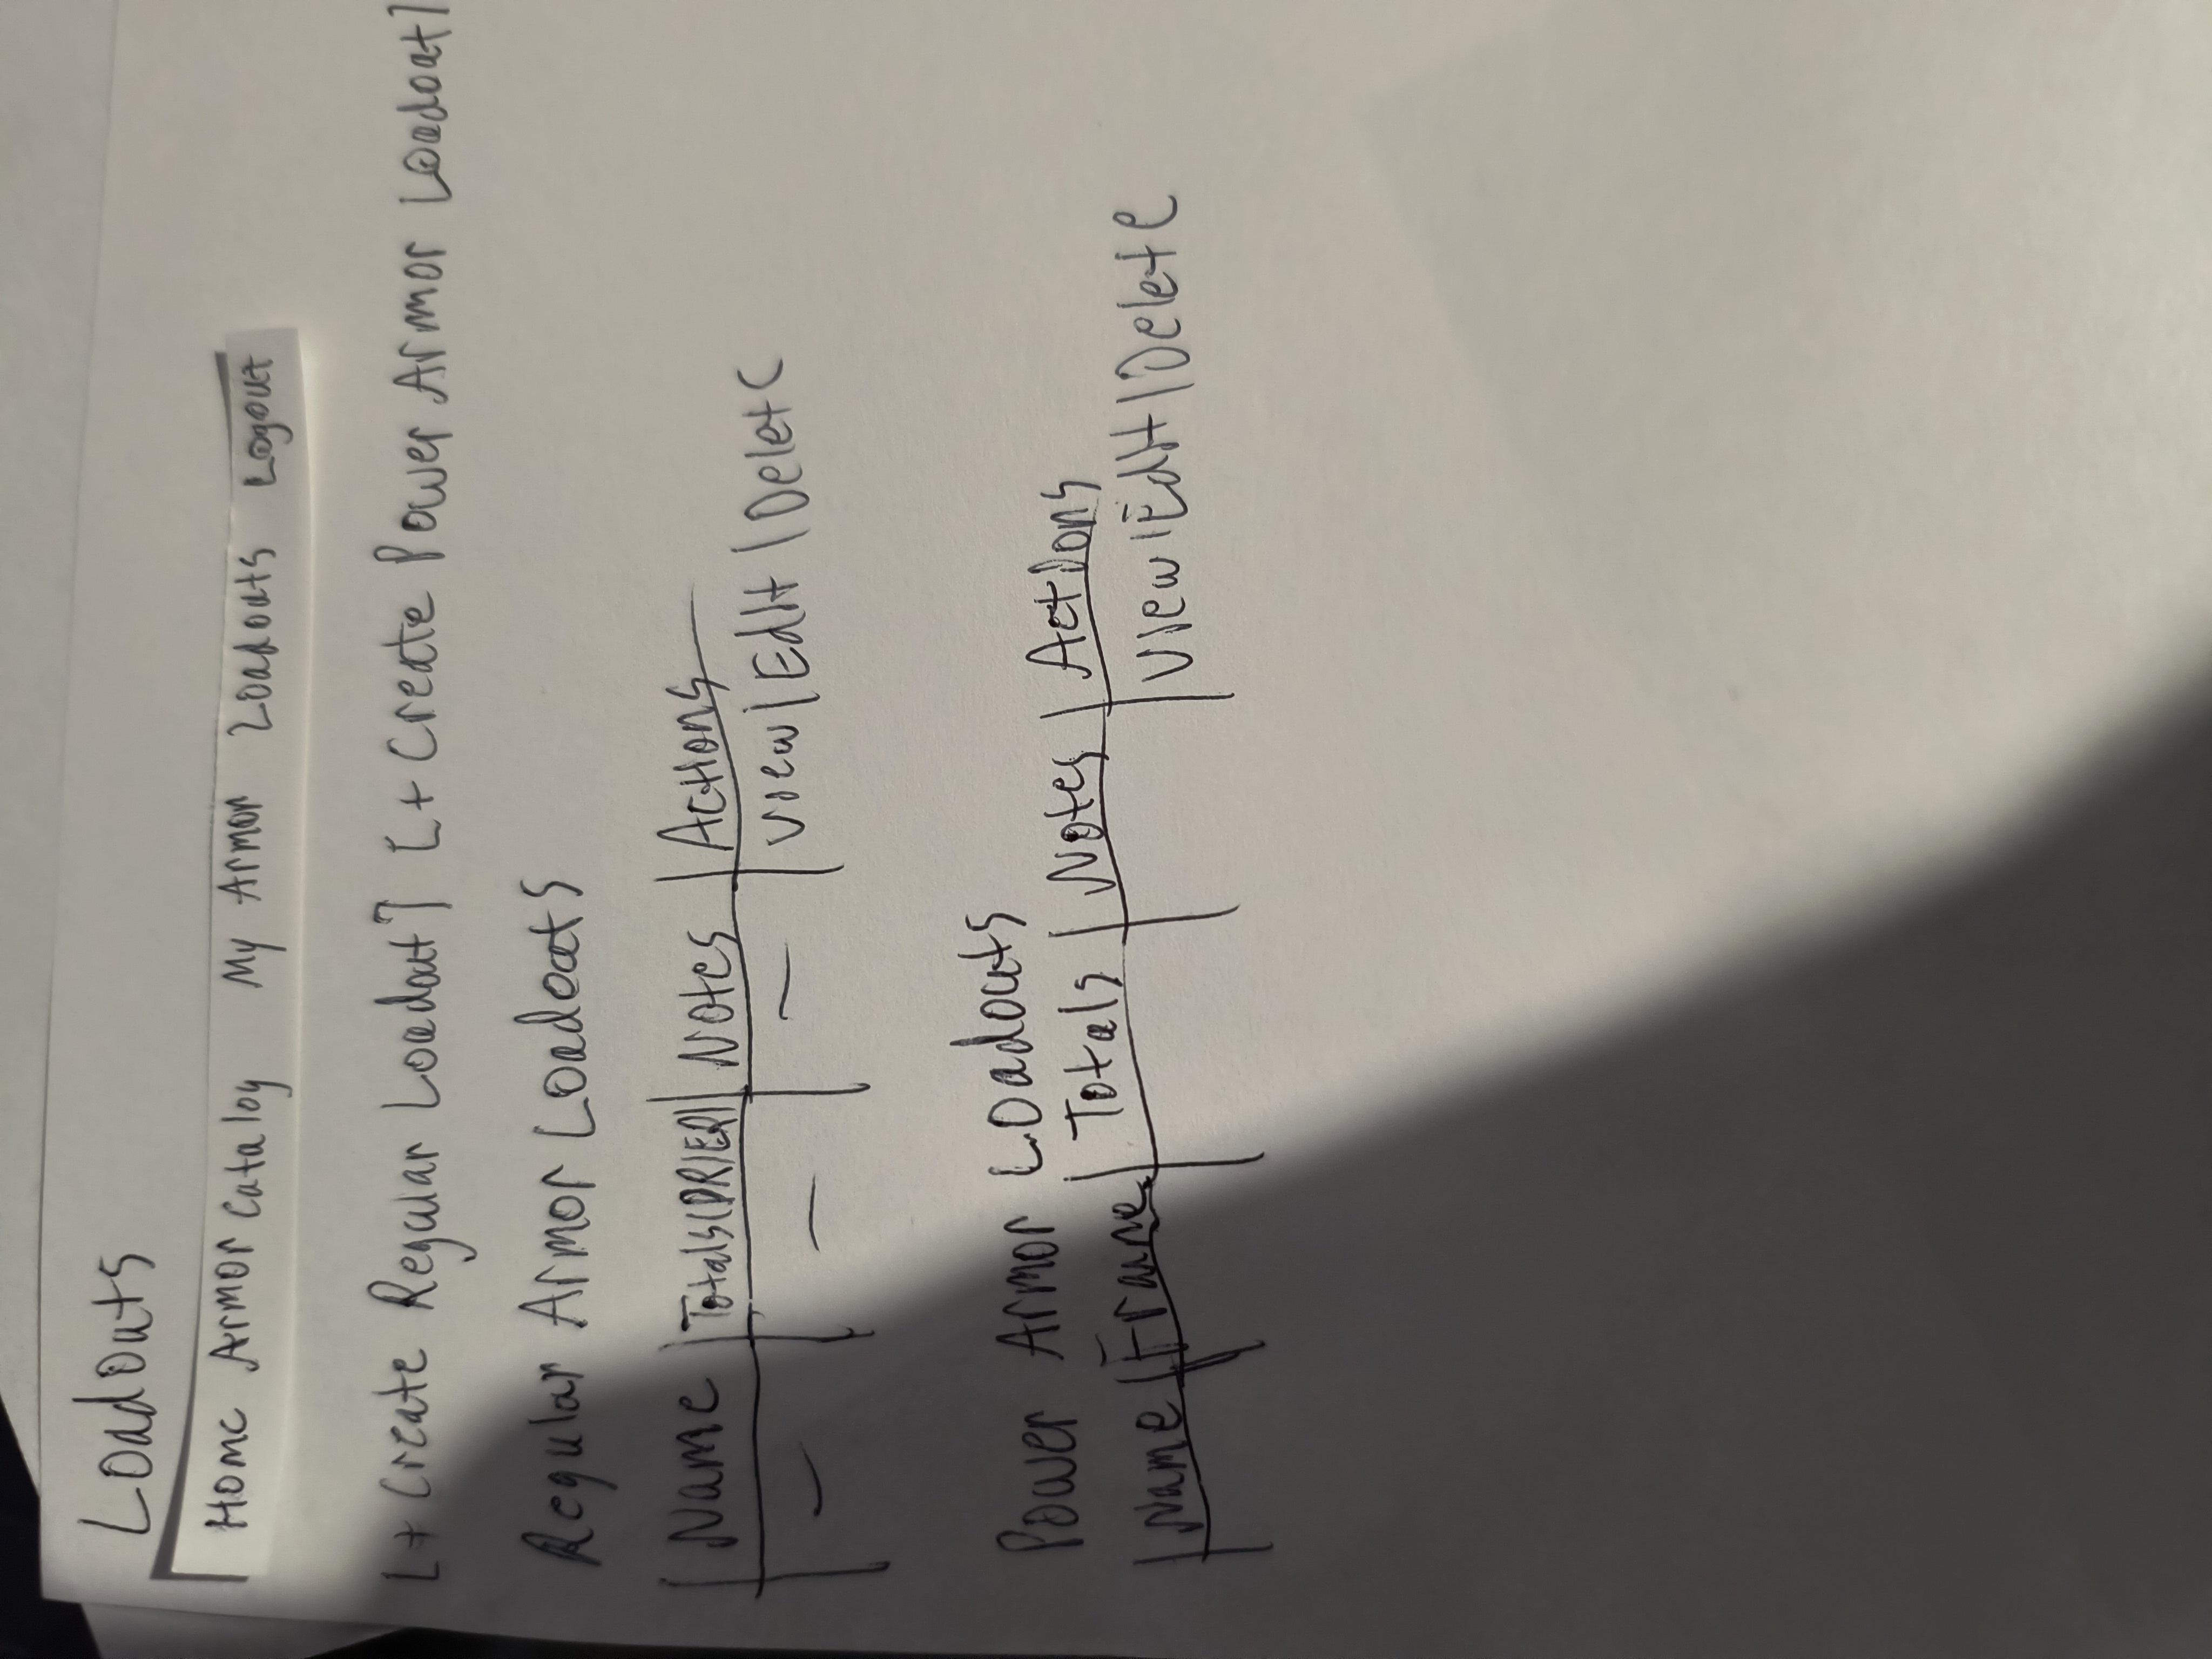 Loadouts
Home Armor Catalog My Armor Loadouts Logout
[+ Create Regular Loadout] [+ Create Power Armor Loadout]
Regular Armor Loadouts
Name | Totals(DR/ER) | Notes | Actions
— — — View | Edit | Delete
Power Armor Loadouts
Name | Frame | Totals | Notes | Actions
View | Edit | Delete